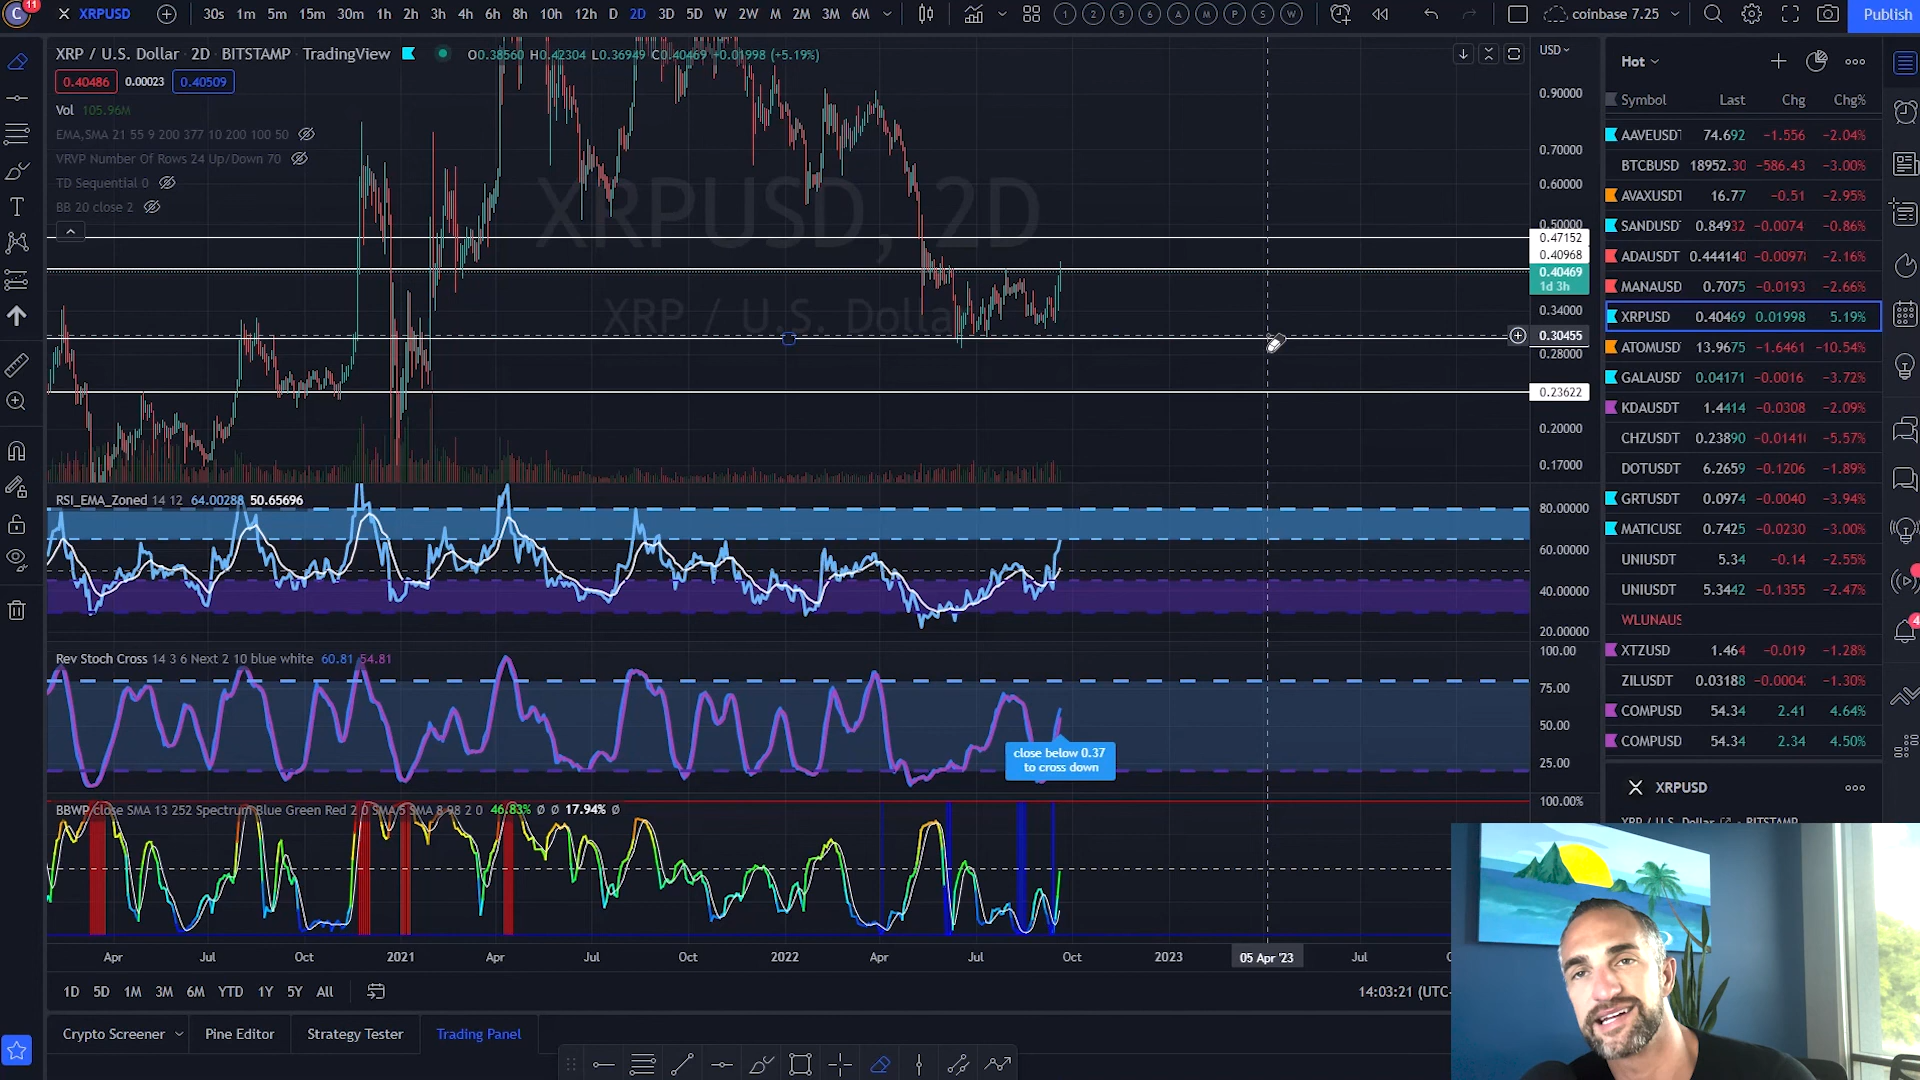 11
XRPUSD
30s 1m 5m 15m 30m 1h 2h 3h 4h 6h 8h 10h 12h D 2D 3D 5D W 2W M 2M 3M 6M
1 2 5 6 A M P S W
coinbase 7.25
Publish
XRP / U.S. Dollar · 2D · BITSTAMP · TradingView
O0.38560 H0.42304 L0.36949 C0.40469 +0.01998 (+5.19%)
0.40486 0.00023 0.40509
Vol 105.96M
EMA,SMA 21 55 9 200 377 10 200 100 50
VRVP Number Of Rows 24 Up/Down 70
TD Sequential 0
BB 20 close 2
XRPUSD, 2D
XRP / U.S. Dollar
USD
0.90000
0.70000
0.60000
0.50000
0.47152
0.40968
0.40469
1d 3h
0.34000
0.30455
0.28000
0.23622
0.20000
0.17000
RSI_EMA_Zoned 14 12 64.00288 50.65696
80.00000
60.00000
40.00000
20.00000
Rev Stoch Cross 14 3 6 Next 2 10 blue white 60.81 54.81
100.00
75.00
50.00
25.00
close below 0.37
to cross down
BBWP close SMA 13 252 Spectrum Blue Green Red 2 0 SMA 5 SMA 8 98 2 0 46.83% Ø Ø 17.94% Ø
100.00%
Apr Jul Oct 2021 Apr Jul Oct 2022 Apr Jul Oct 2023 05 Apr '23 Jul
1D 5D 1M 3M 6M YTD 1Y 5Y All
14:03:21 (UTC-
Crypto Screener Pine Editor Strategy Tester Trading Panel
Hot
Symbol Last Chg Chg%
AAVEUSDT 74.692 −1.556 −2.04%
BTCBUSD 18952.30 −586.43 −3.00%
AVAXUSDT 16.77 −0.51 −2.95%
SANDUSD 0.84932 −0.0074 −0.86%
ADAUSDT 0.44414 −0.0097 −2.16%
MANAUSD 0.7075 −0.0193 −2.66%
XRPUSD 0.40469 0.01998 5.19%
ATOMUSD 13.9675 −1.6461 −10.54%
GALAUSD 0.04171 −0.0016 −3.72%
KDAUSDT 1.4414 −0.0308 −2.09%
CHZUSDT 0.23890 −0.0141 −5.57%
DOTUSDT 6.2659 −0.1206 −1.89%
GRTUSDT 0.0974 −0.0040 −3.94%
MATICUSD 0.7425 −0.0230 −3.00%
UNIUSDT 5.34 −0.14 −2.55%
UNIUSDT 5.3442 −0.1355 −2.47%
WLUNAUS
XTZUSD 1.464 −0.019 −1.28%
ZILUSDT 0.03188 −0.0004 −1.30%
COMPUSD 54.34 2.41 4.64%
COMPUSD 54.34 2.34 4.50%
XRPUSD
XRP / U.S. Dollar · BITSTAMP
4